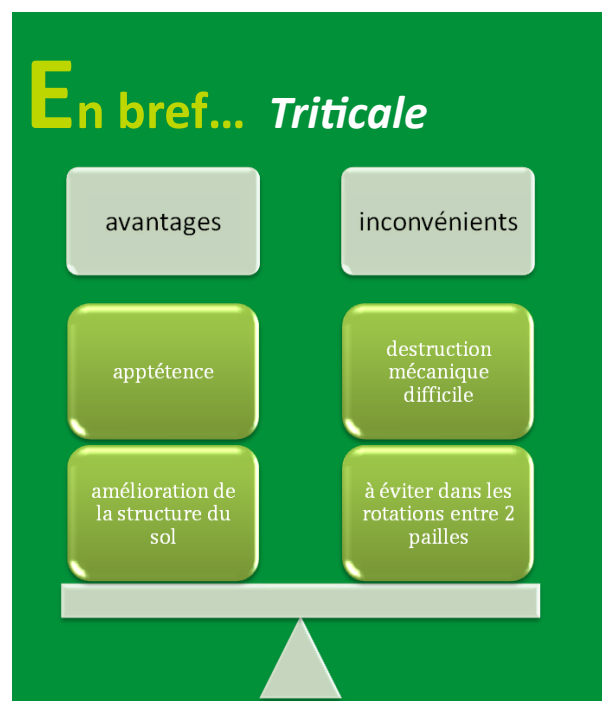 En bref... Triticale
avantages
inconvénients
apptétence
destruction
mécanique
difficile
amélioration de
la structure du
sol
à éviter dans les
rotations entre 2
pailles